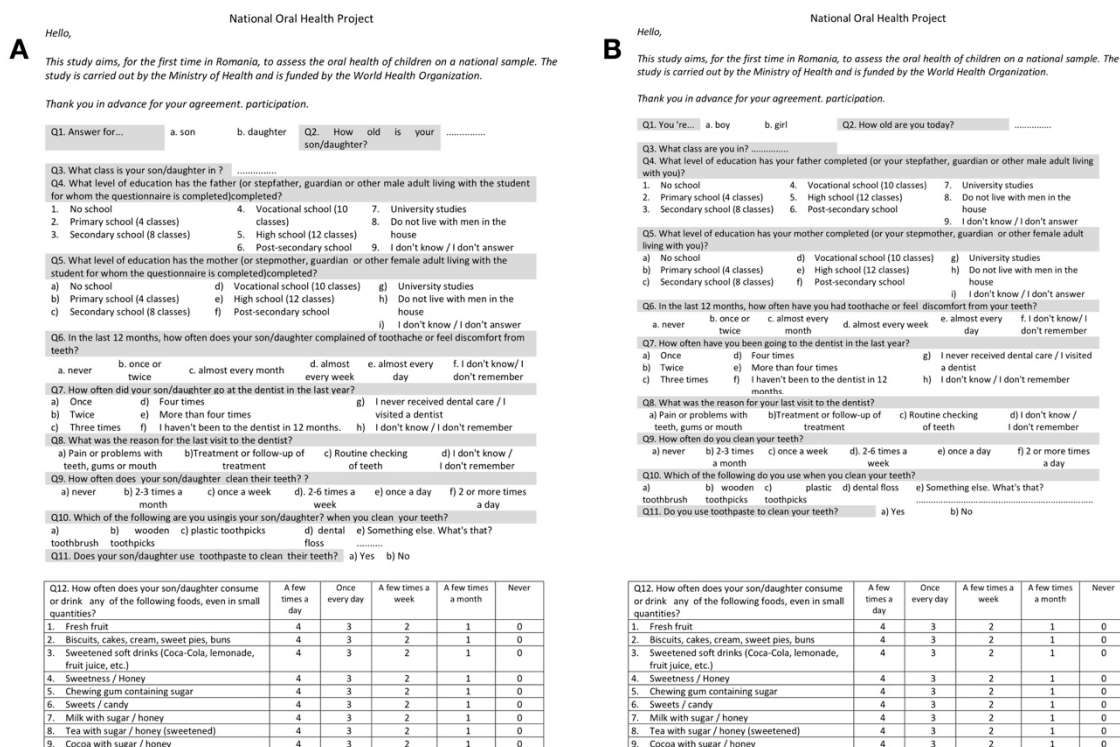 A
National Oral Health Project
Hello,
This study aims, for the first time in Romania, to assess the oral health of children on a national sample. The
study is carried out by the Ministry of Health and is funded by the World Health Organization.
Thank you in advance for your agreement. participation.
Q1. Answer for... a. son b. daughter Q2. How old is your ...............
son/daughter?
Q3. What class is your son/daughter in ? ...............
Q4. What level of education has the father (or stepfather, guardian or other male adult living with the student
for whom the questionnaire is completed)completed?
1. No school 4. Vocational school (10 7. University studies
2. Primary school (4 classes) classes) 8. Do not live with men in the
3. Secondary school (8 classes) 5. High school (12 classes) house
6. Post-secondary school 9. I don't know / I don't answer
Q5. What level of education has the mother (or stepmother, guardian or other female adult living with the
student for whom the questionnaire is completed)completed?
a) No school d) Vocational school (10 classes) g) University studies
b) Primary school (4 classes) e) High school (12 classes) h) Do not live with men in the
c) Secondary school (8 classes) f) Post-secondary school house
i) I don't know / I don't answer
Q6. In the last 12 months, how often does your son/daughter complained of toothache or feel discomfort from
teeth?
a. never b. once or twice c. almost every month d. almost every week e. almost every day f. I don't know/ I don't remember
Q7. How often did your son/daughter go at the dentist in the last year?
a) Once d) Four times g) I never received dental care / I
b) Twice e) More than four times visited a dentist
c) Three times f) I haven't been to the dentist in 12 months. h) I don't know / I don't remember
Q8. What was the reason for the last visit to the dentist?
a) Pain or problems with b)Treatment or follow-up of c) Routine checking d) I don't know /
teeth, gums or mouth treatment of teeth I don't remember
Q9. How often does your son/daughter clean their teeth? ?
a) never b) 2-3 times a c) once a week d). 2-6 times a e) once a day f) 2 or more times
month week a day
Q10. Which of the following are you usingis your son/daughter? when you clean your teeth?
a) b) wooden c) plastic toothpicks d) dental e) Something else. What's that?
toothbrush toothpicks floss ..........
Q11. Does your son/daughter use toothpaste to clean their teeth? a) Yes b) No
Q12. How often does your son/daughter consume A few Once A few times a A few times Never
or drink any of the following foods, even in small times a every day week a month
quantities? day
1. Fresh fruit 4 3 2 1 0
2. Biscuits, cakes, cream, sweet pies, buns 4 3 2 1 0
3. Sweetened soft drinks (Coca-Cola, lemonade, 4 3 2 1 0
fruit juice, etc.)
4. Sweetness / Honey 4 3 2 1 0
5. Chewing gum containing sugar 4 3 2 1 0
6. Sweets / candy 4 3 2 1 0
7. Milk with sugar / honey 4 3 2 1 0
8. Tea with sugar / honey (sweetened) 4 3 2 1 0
9. Cocoa with sugar / honey 4 3 2 1 0
B
National Oral Health Project
Hello,
This study aims, for the first time in Romania, to assess the oral health of children on a national sample. The
study is carried out by the Ministry of Health and is funded by the World Health Organization.
Thank you in advance for your agreement. participation.
Q1. You 're... a. boy b. girl Q2. How old are you today? ...............
Q3. What class are you in? ...............
Q4. What level of education has your father completed (or your stepfather, guardian or other male adult living
with you)?
1. No school 4. Vocational school (10 classes) 7. University studies
2. Primary school (4 classes) 5. High school (12 classes) 8. Do not live with men in the
3. Secondary school (8 classes) 6. Post-secondary school house
9. I don't know / I don't answer
Q5. What level of education has your mother completed (or your stepmother, guardian or other female adult
living with you)?
a) No school d) Vocational school (10 classes) g) University studies
b) Primary school (4 classes) e) High school (12 classes) h) Do not live with men in the
c) Secondary school (8 classes) f) Post-secondary school house
i) I don't know / I don't answer
Q6. In the last 12 months, how often have you had toothache or feel discomfort from your teeth?
a. never b. once or twice c. almost every month d. almost every week e. almost every day f. I don't know/ I don't remember
Q7. How often have you been going to the dentist in the last year?
a) Once d) Four times g) I never received dental care / I visited
b) Twice e) More than four times a dentist
c) Three times f) I haven't been to the dentist in 12 h) I don't know / I don't remember
months.
Q8. What was the reason for your last visit to the dentist?
a) Pain or problems with b)Treatment or follow-up of c) Routine checking d) I don't know /
teeth, gums or mouth treatment of teeth I don't remember
Q9. How often do you clean your teeth?
a) never b) 2-3 times c) once a week d). 2-6 times a e) once a day f) 2 or more times
a month week a day
Q10. Which of the following do you use when you clean your teeth?
a) b) wooden c) plastic d) dental floss e) Something else. What's that?
toothbrush toothpicks toothpicks ..........................................................
Q11. Do you use toothpaste to clean your teeth? a) Yes b) No
Q12. How often does your son/daughter consume A few Once A few times a A few times Never
or drink any of the following foods, even in small times a every day week a month
quantities? day
1. Fresh fruit 4 3 2 1 0
2. Biscuits, cakes, cream, sweet pies, buns 4 3 2 1 0
3. Sweetened soft drinks (Coca-Cola, lemonade, 4 3 2 1 0
fruit juice, etc.)
4. Sweetness / Honey 4 3 2 1 0
5. Chewing gum containing sugar 4 3 2 1 0
6. Sweets / candy 4 3 2 1 0
7. Milk with sugar / honey 4 3 2 1 0
8. Tea with sugar / honey (sweetened) 4 3 2 1 0
9. Cocoa with sugar / honey 4 3 2 1 0